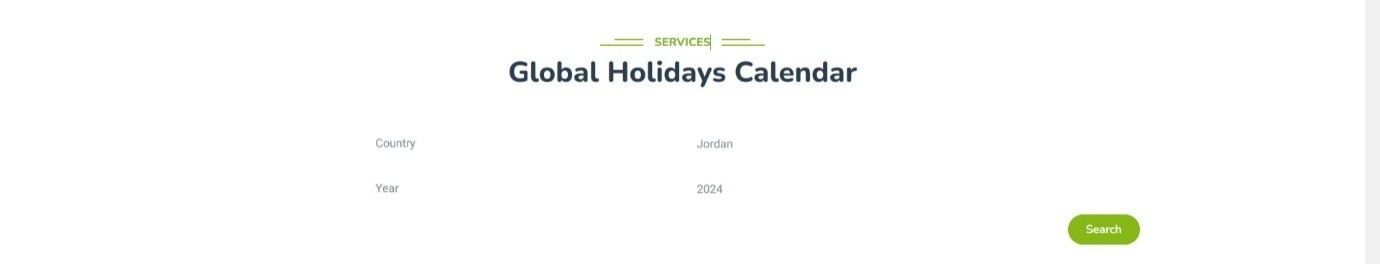 SERVICES
Global Holidays Calendar
Country Jordan
Year 2024
Search